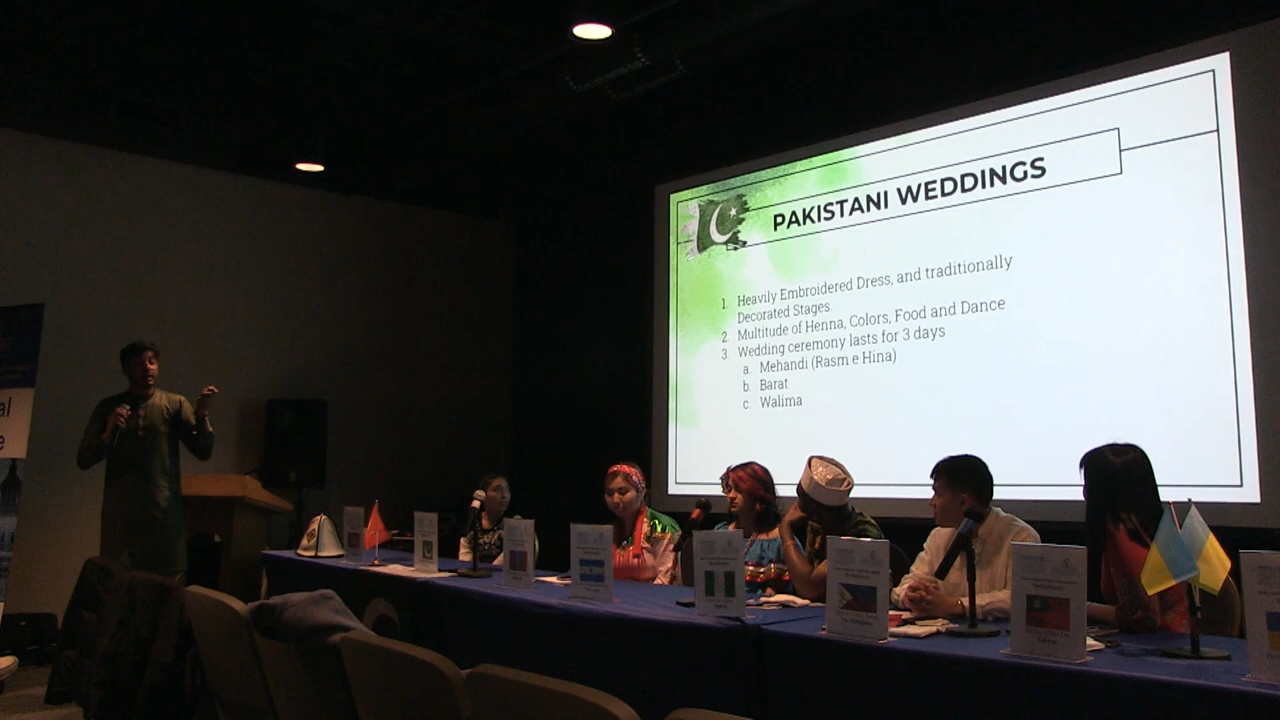 PAKISTANI WEDDINGS
1. Heavily Embroidered Dress, and traditionally
Decorated Stages.
2. Multitude of Henna, Colors, Food and Dance
3. Wedding ceremony lasts for 3 days
a. Mehandi (Rasm e Hina)
b. Barat
c. Walima
al
e